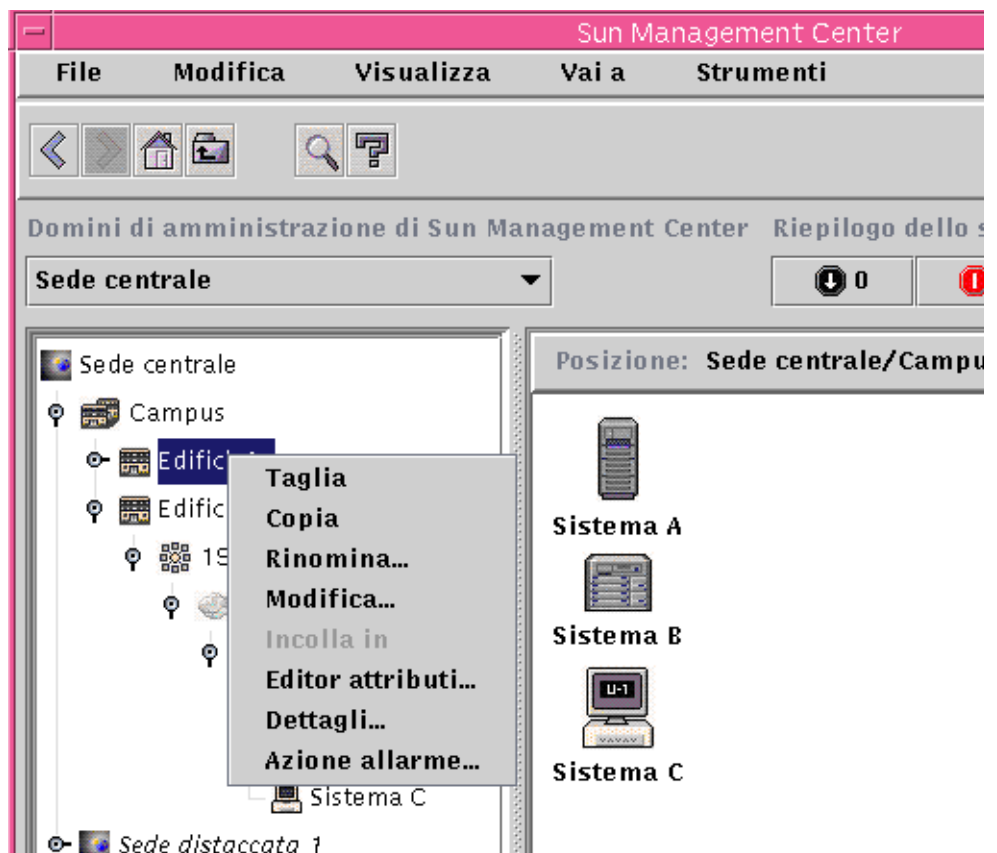 Sun Management Center
File Modifica Visualizza Vai a Strumenti
Domini di amministrazione di Sun Management Center Riepilogo dello
Sede centrale
0
Sede centrale
Posizione: Sede centrale/Campu
Campus
Taglia
Copia
Rinomina...
Modifica...
Incolla in
Editor attributi...
Dettagli...
Azione allarme...
Sistema A
Sistema B
U-1
Sistema C
Sistema C
Sede distaccata 1